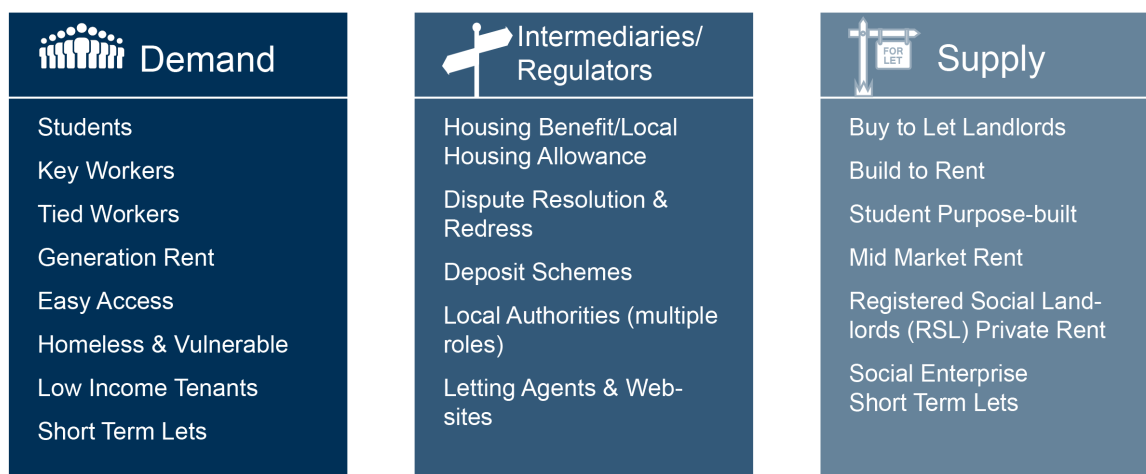 Demand
Students
Key Workers
Tied Workers
Generation Rent
Easy Access
Homeless & Vulnerable
Low Income Tenants
Short Term Lets
Intermediaries/
Regulators
Housing Benefit/Local
Housing Allowance
Dispute Resolution &
Redress
Deposit Schemes
Local Authorities (multiple
roles)
Letting Agents & Web-
sites
FOR
LET
Supply
Buy to Let Landlords
Build to Rent
Student Purpose-built
Mid Market Rent
Registered Social Land-
lords (RSL) Private Rent
Social Enterprise
Short Term Lets